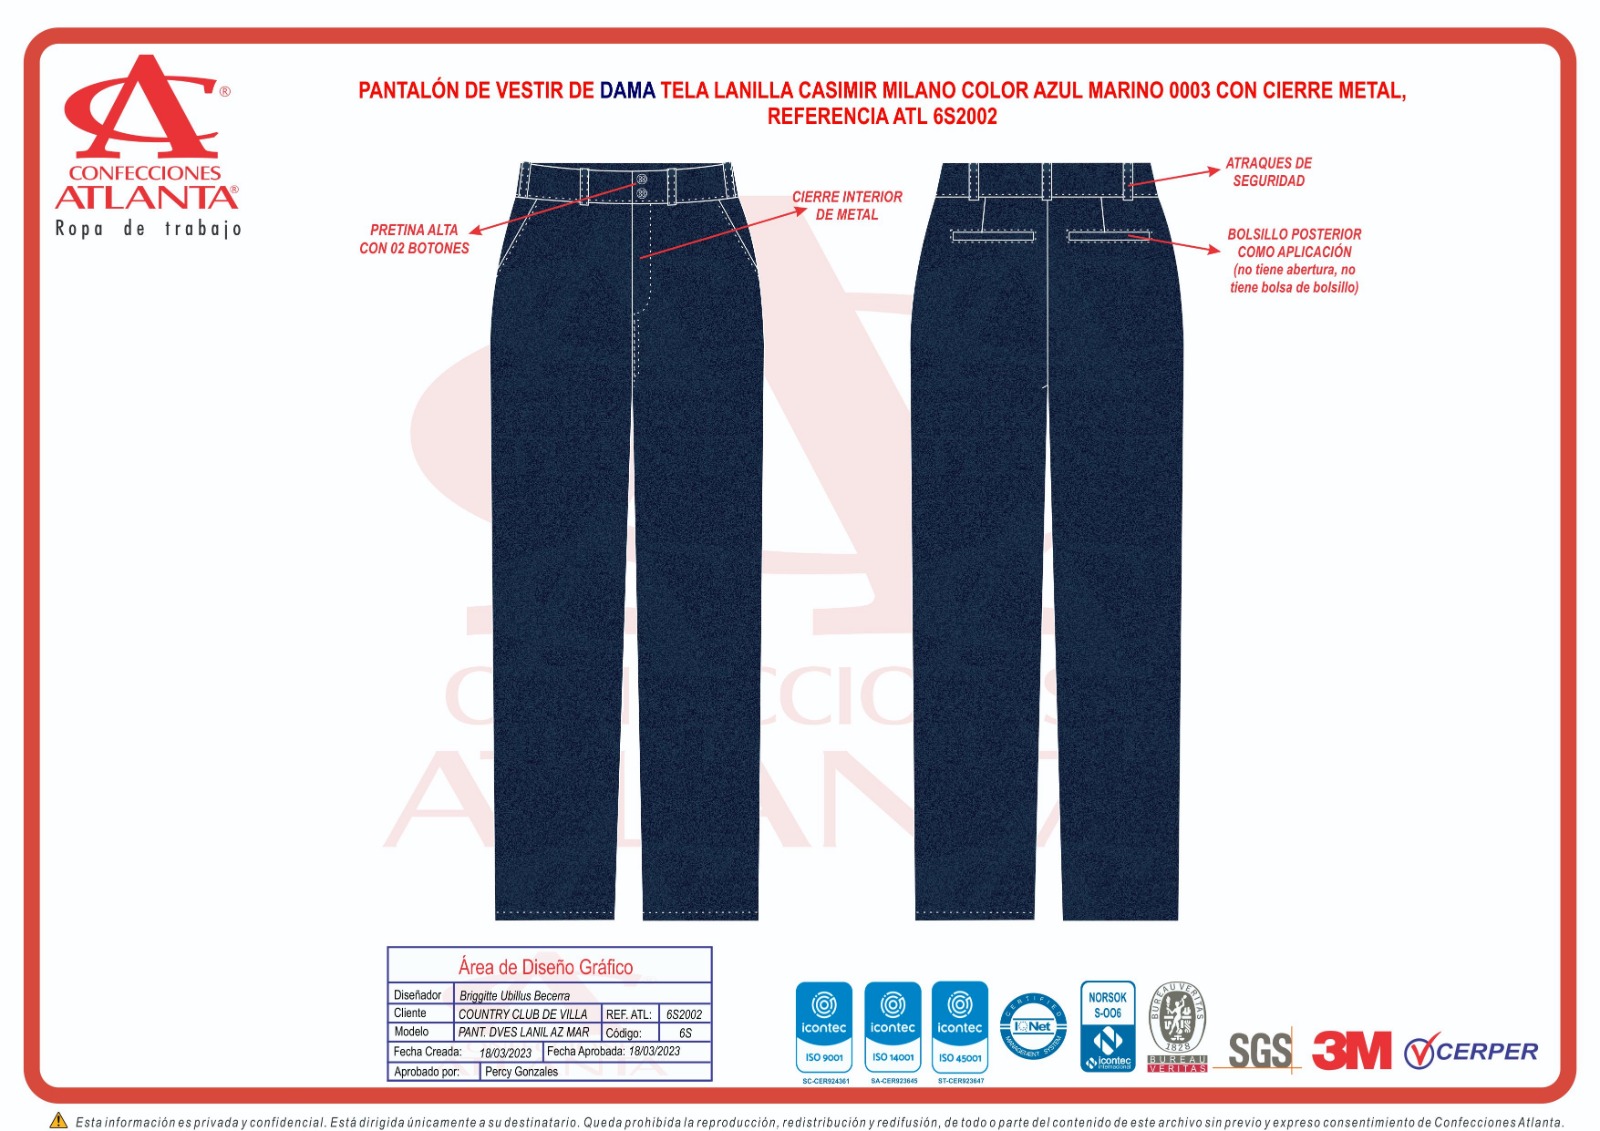 PANTALÓN DE VESTIR DE DAMA TELA LANILLA CASIMIR MILANO COLOR AZUL MARINO 0003 CON CIERRE METAL,
REFERENCIA ATL 6S2002
CONFECCIONES
ATLANTA®
Ropa de trabajo
PRETINA ALTA
CON 02 BOTONES
CIERRE INTERIOR
DE METAL
ATRAQUES DE
SEGURIDAD
BOLSILLO POSTERIOR
COMO APLICACIÓN
(no tiene abertura, no
tiene bolsa de bolsillo)
Área de Diseño Gráfico
Diseñador Briggitte Ubillus Becerra
Cliente COUNTRY CLUB DE VILLA REF. ATL: 6S2002
Modelo PANT. DVES LANIL AZ MAR Código: 6S
Fecha Creada: 18/03/2023 Fecha Aprobada: 18/03/2023
Aprobado por: Percy Gonzales
icontec
ISO 9001
SC-CER924361
icontec
ISO 14001
SA-CER923645
icontec
ISO 45001
ST-CER923647
CERTIFIED
IQNet
MANAGEMENT SYSTEM
NORSOK
S-006
icontec
internacional
BUREAU VERITAS
1828
BUREAU
VERITAS
SGS
3M
CERPER
Esta información es privada y confidencial. Está dirigida únicamente a su destinatario. Queda prohibida la reproducción, redistribución y redifusión, de todo o parte del contenido de este archivo sin previo y expreso consentimiento de Confecciones Atlanta.